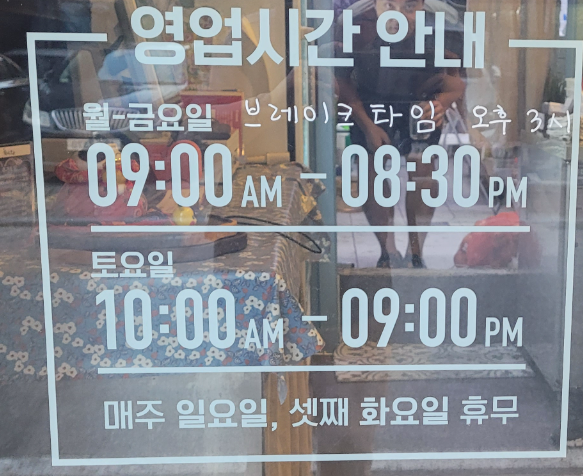 영업시간 안내
월-금요일 브레이크 타임 오후 3시
09:00 AM - 08:30 PM
토요일
10:00 AM - 09:00 PM
매주 일요일, 셋째 화요일 휴무